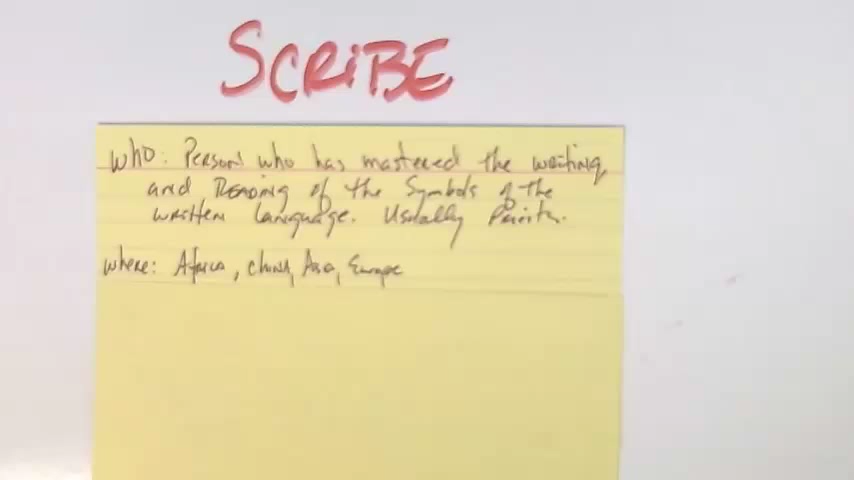 SCRIBE
who: Person who has mastered the writing
and Reading of the Symbols of the
written language. Usually Priests.
where: Africa, China, Asia, Europe